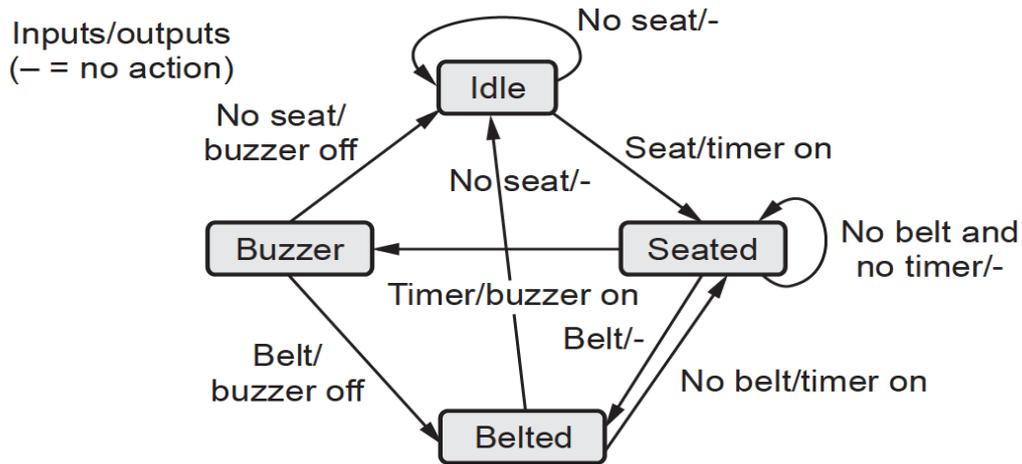 Inputs/outputs
(– = no action)
No seat/-
Idle
No seat/
buzzer off
Seat/timer on
No seat/-
Buzzer
Seated
No belt and
no timer/-
Timer/buzzer on
Belt/-
Belt/
buzzer off
No belt/timer on
Belted